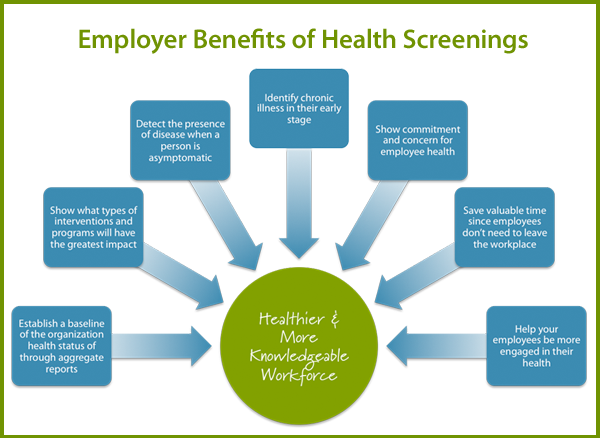 Employer Benefits of Health Screenings
Identify chronic
illness in their early
stage
Detect the presence
of disease when a
person is
asymptomatic
Show commitment
and concern for
employee health
Show what types of
interventions and
programs will have
the greatest impact
Save valuable time
since employees
don't need to leave
the workplace
Establish a baseline
of the organization
health status of
through aggregate
reports
Help your
employees be more
engaged in their
health
Healthier &
More
Knowledgeable
Workforce